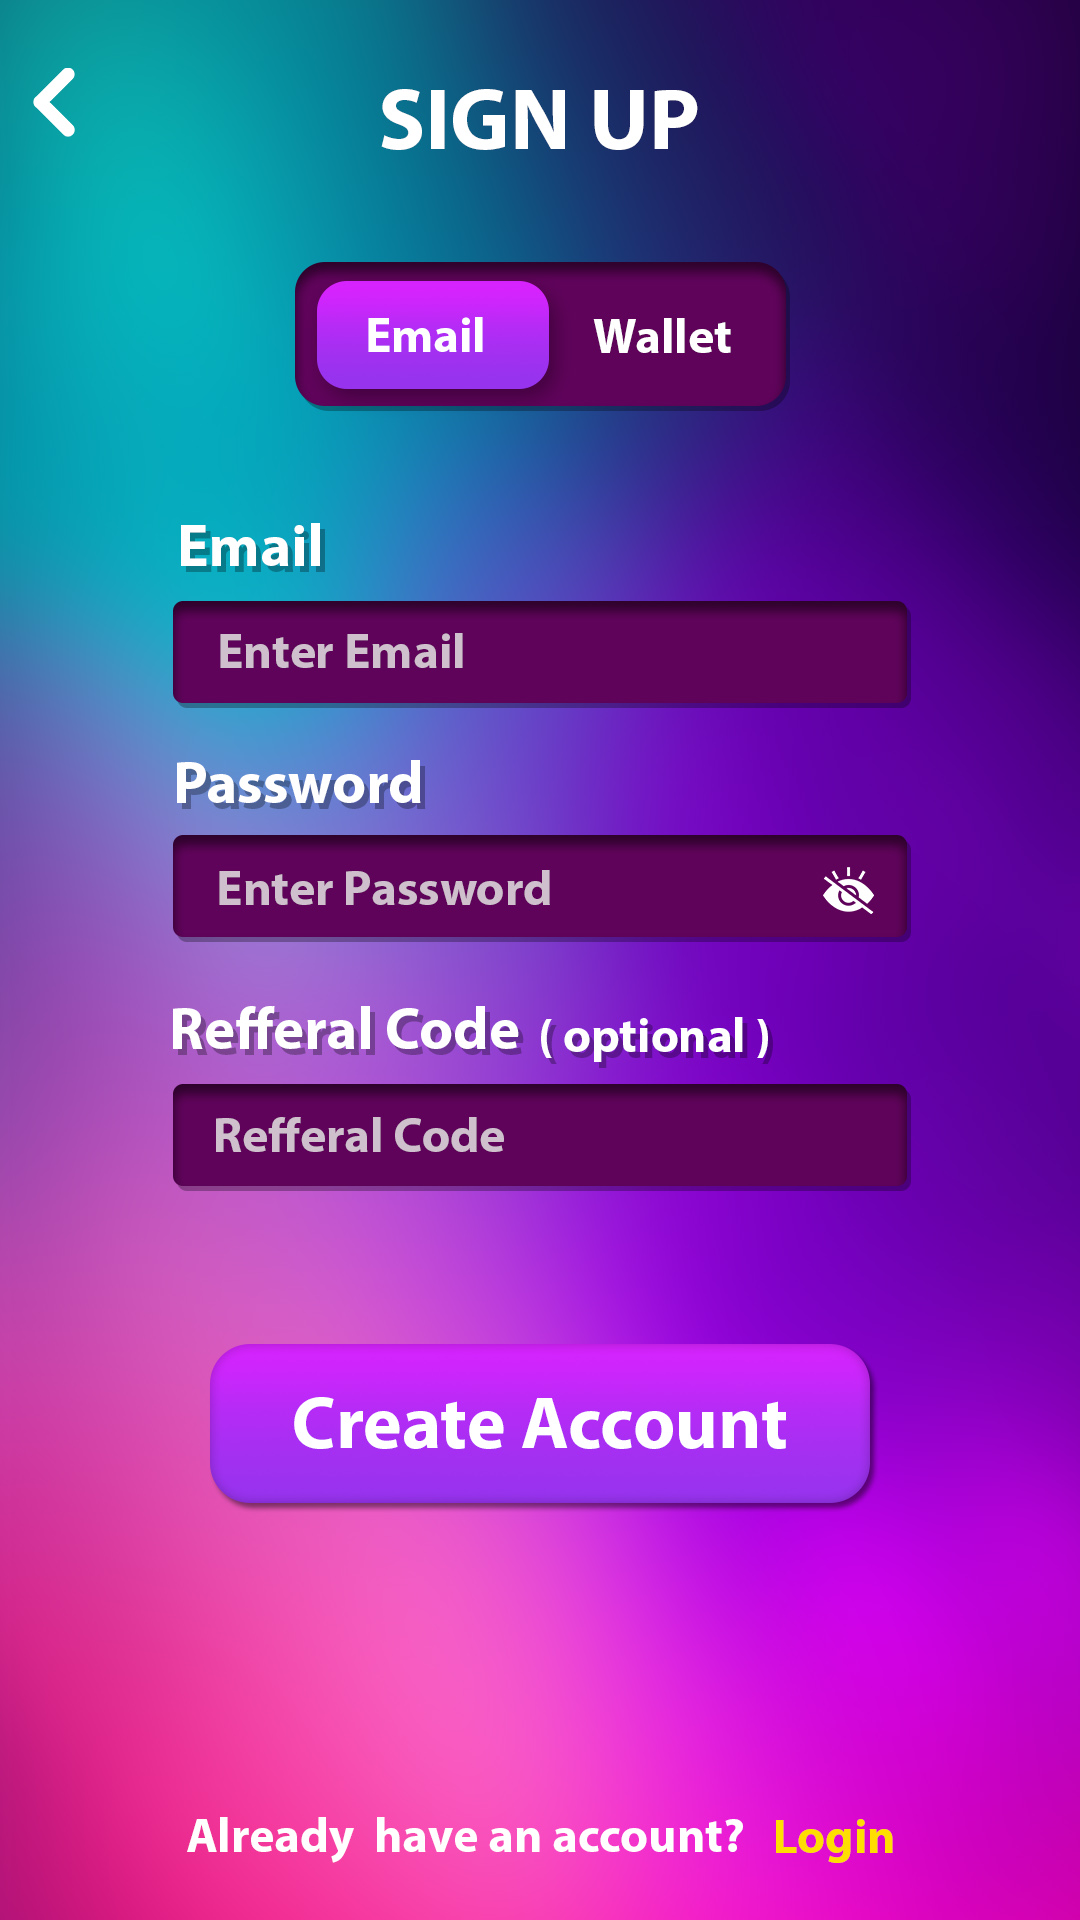 SIGN UP
Email Wallet
Email
Enter Email
Password
Enter Password
Refferal Code ( optional )
Refferal Code
Create Account
Already have an account? Login